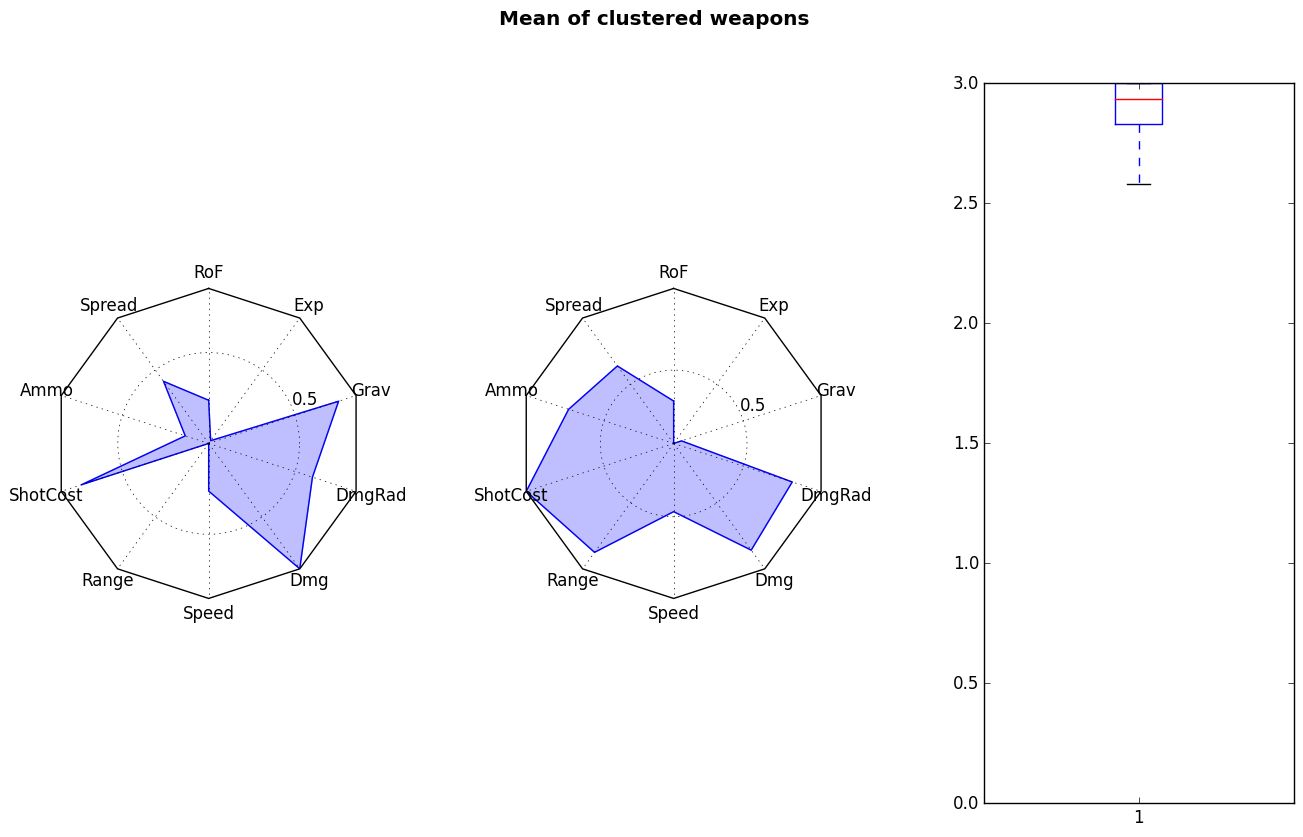 Mean of clustered weapons
RoF
Exp
Grav
DmgRad
Dmg
Speed
Range
ShotCost
Ammo
Spread
0.5
RoF
Exp
Grav
DmgRad
Dmg
Speed
Range
ShotCost
Ammo
Spread
0.5
3.0
2.5
2.0
1.5
1.0
0.5
0.0
1